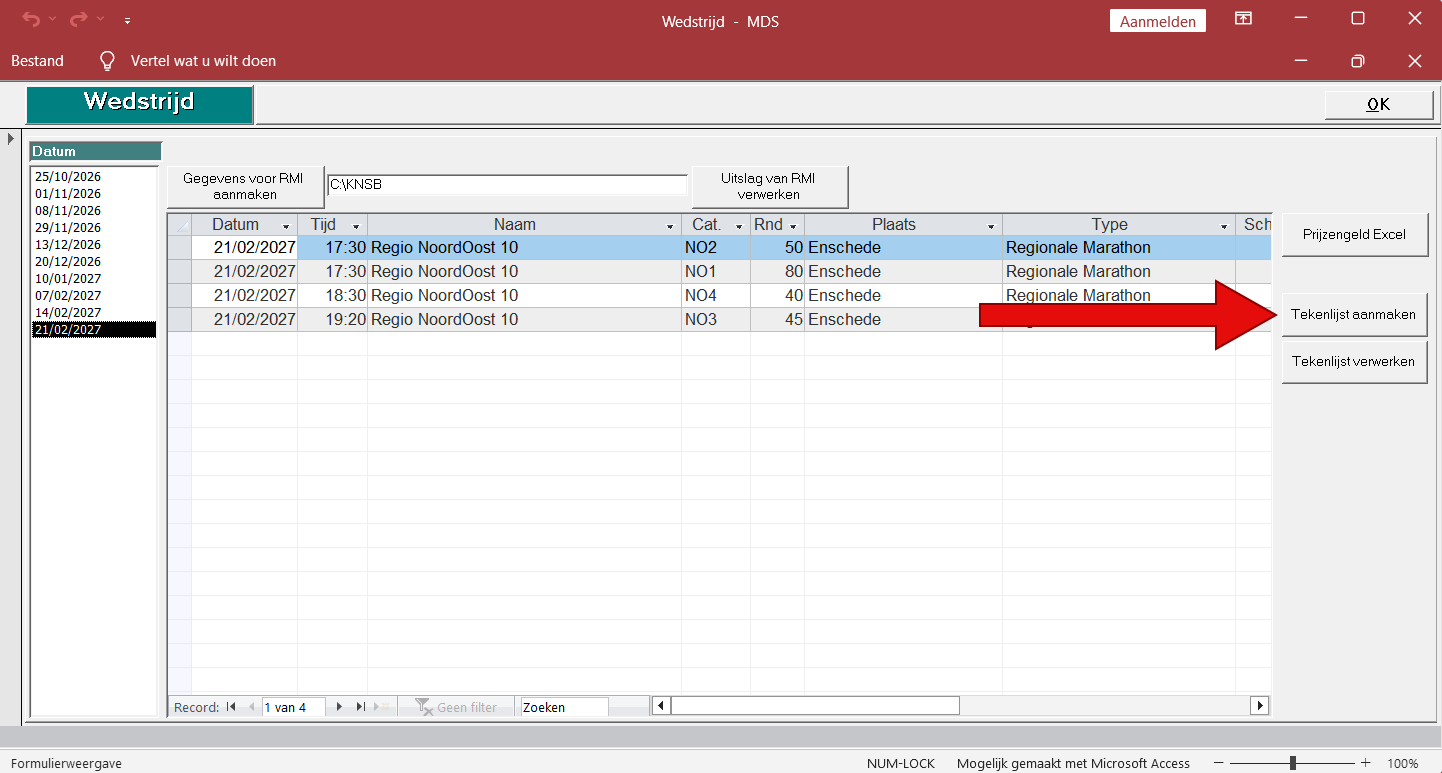 Wedstrijd - MDS
Aanmelden
Bestand
Vertel wat u wilt doen
Wedstrijd
OK
Datum
25/10/2026
01/11/2026
08/11/2026
29/11/2026
13/12/2026
20/12/2026
10/01/2027
07/02/2027
14/02/2027
21/02/2027
Gegevens voor RMI
aanmaken
C:\KNSB
Uitslag van RMI
verwerken
Datum Tijd Naam Cat. Rnd Plaats Type Sch
21/02/2027 17:30 Regio NoordOost 10 NO2 50 Enschede Regionale Marathon
21/02/2027 17:30 Regio NoordOost 10 NO1 80 Enschede Regionale Marathon
21/02/2027 18:30 Regio NoordOost 10 NO4 40 Enschede Regionale Marathon
21/02/2027 19:20 Regio NoordOost 10 NO3 45 Enschede
Prijzengeld Excel
Tekenlijst aanmaken
Tekenlijst verwerken
Record: 1 van 4 Geen filter Zoeken
Formulierweergave
NUM-LOCK
Mogelijk gemaakt met Microsoft Access
100%